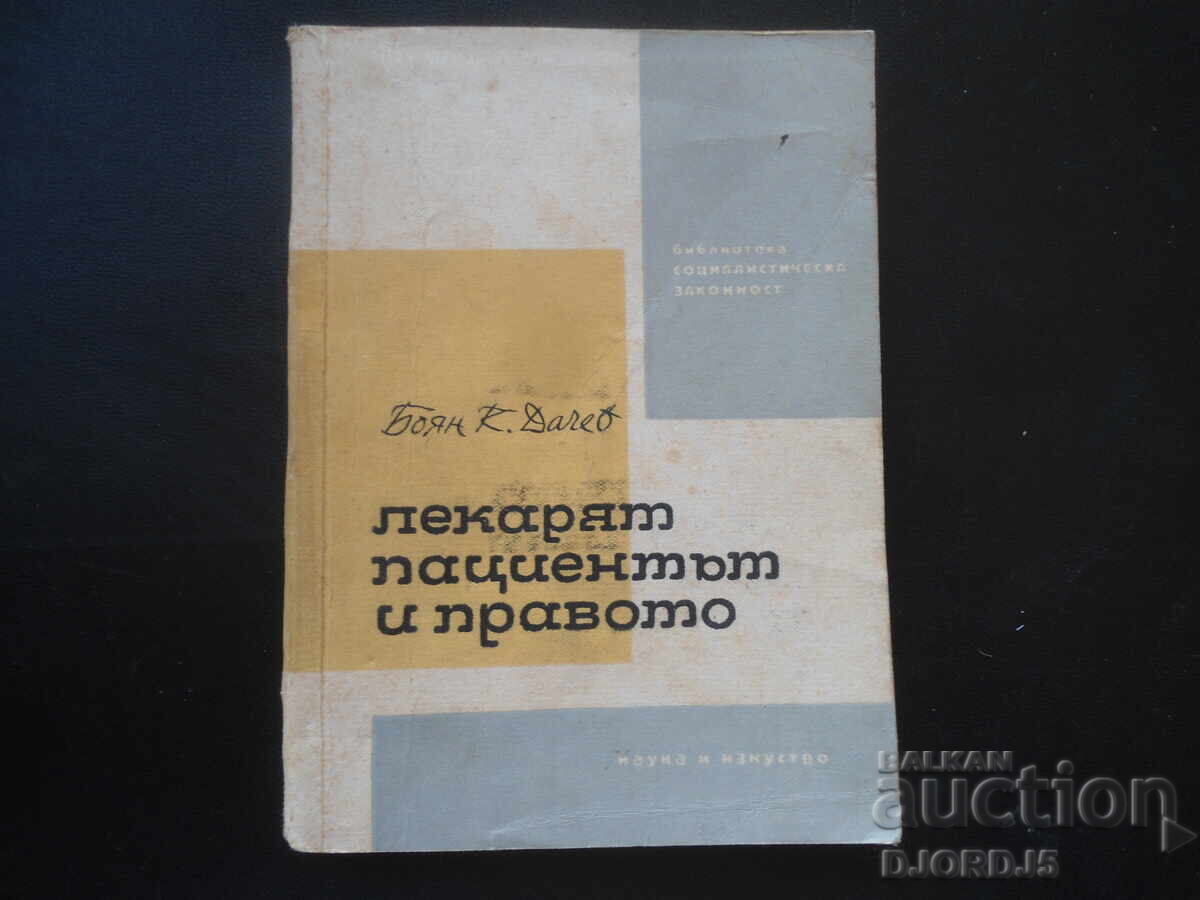 библиотека
социалистическа
законност
Боян К. Дачев
лекарят
пациентът
и правото
наука и изкуство
BALKAN
auction
DJORDJ5